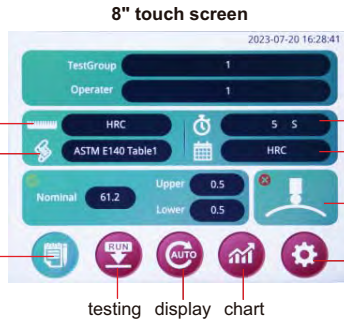 8" touch screen
2023-07-20 16:28:41
TestGroup 1
Operater 1
HRC 5 S
ASTM E140 Table1 HRC
Nominal 61.2 Upper 0.5
Lower 0.5
RUN AUTO
testing display chart